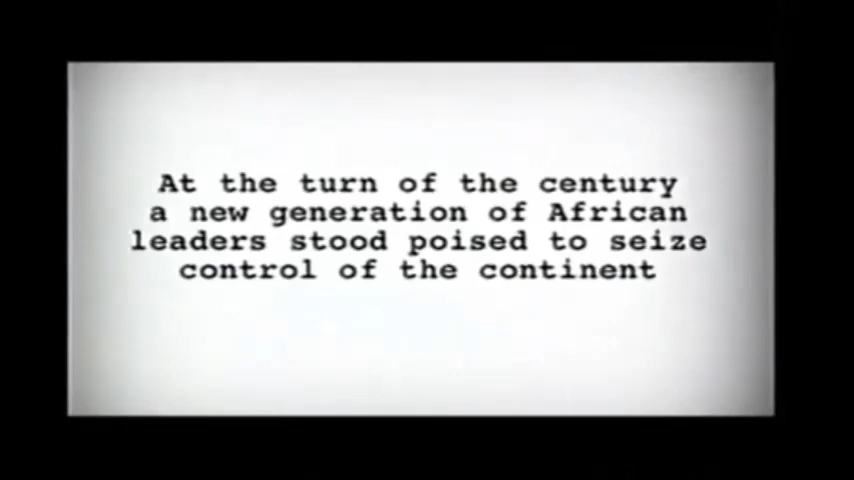 At the turn of the century
a new generation of African
leaders stood poised to seize
control of the continent